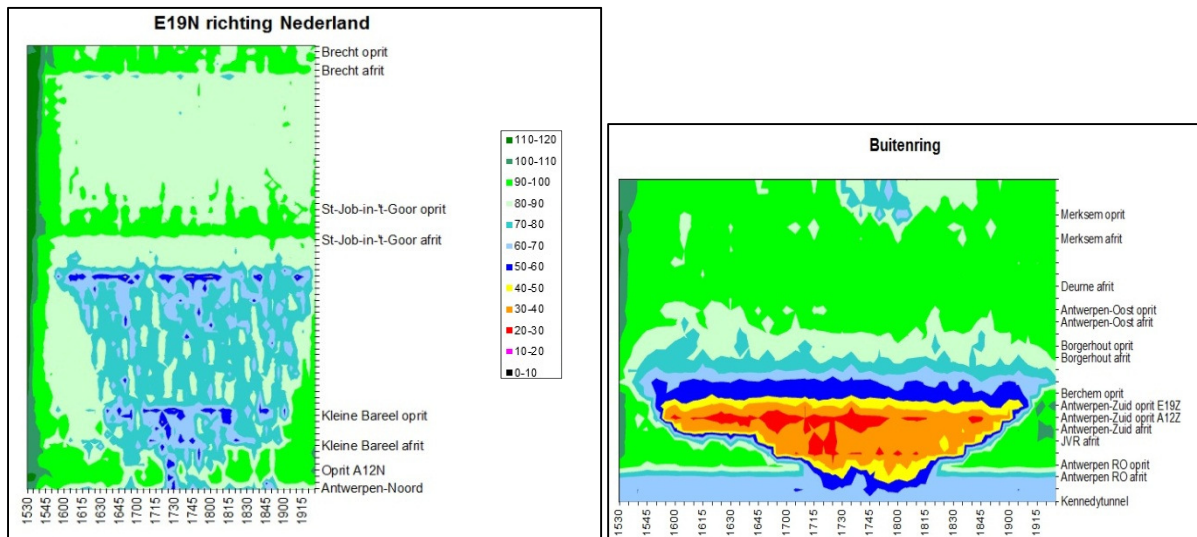 E19N richting Nederland
Brecht oprit
Brecht afrit
St-Job-in-'t-Goor oprit
St-Job-in-'t-Goor afrit
Kleine Bareel oprit
Kleine Bareel afrit
Oprit A12N
Antwerpen-Noord
1530
1545
1600
1615
1630
1645
1700
1715
1730
1745
1800
1815
1830
1845
1900
1915
110-120
100-110
90-100
80-90
70-80
60-70
50-60
40-50
30-40
20-30
10-20
0-10
Buitenring
Merksem oprit
Merksem afrit
Deurne afrit
Antwerpen-Oost oprit
Antwerpen-Oost afrit
Borgerhout oprit
Borgerhout afrit
Berchem oprit
Antwerpen-Zuid oprit E19Z
Antwerpen-Zuid oprit A12Z
Antwerpen-Zuid afrit
JVR afrit
Antwerpen RO oprit
Antwerpen RO afrit
Kennedytunnel
1530
1545
1600
1615
1630
1645
1700
1715
1730
1745
1800
1815
1830
1845
1900
1915